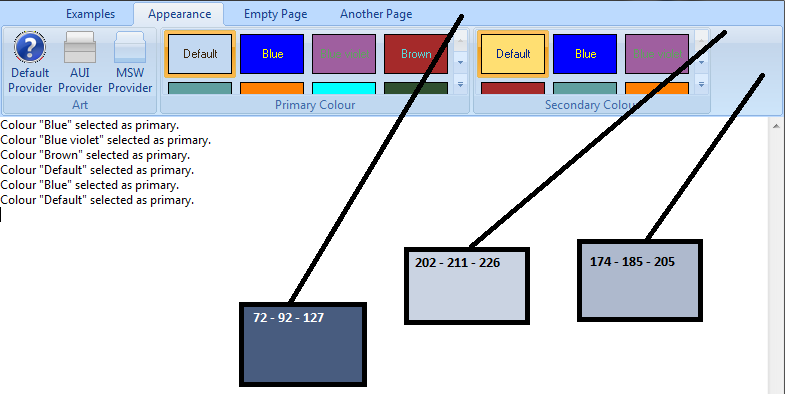 Examples Appearance Empty Page Another Page
Default Blue Blue violet Brown Default Blue Blue violet
Default AUI MSW
Provider Provider Provider
Art Primary Colour Secondary Colour
Colour "Blue" selected as primary.
Colour "Blue violet" selected as primary.
Colour "Brown" selected as primary.
Colour "Default" selected as primary.
Colour "Blue" selected as primary.
Colour "Default" selected as primary.
202 - 211 - 226
174 - 185 - 205
72 - 92 - 127